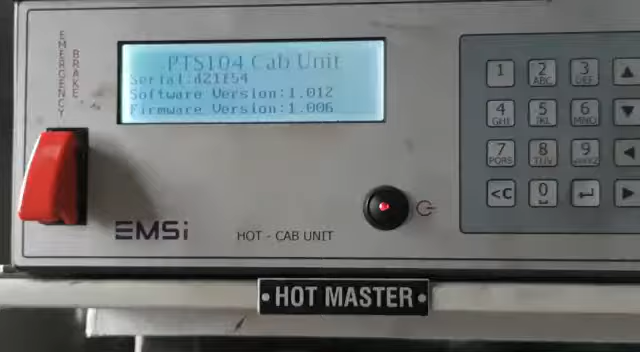 EMERGENCY
BRAKE
PTS104 Cab Unit
Serial:d21f54
Software Version:1.012
Firmware Version:1.006
EMSi
HOT - CAB UNIT
1
2 ABC
3 DEF
4 GHI
5 JKL
6 MNO
7 PQRS
8 TUV
9 WXYZ
<C
0
HOT MASTER